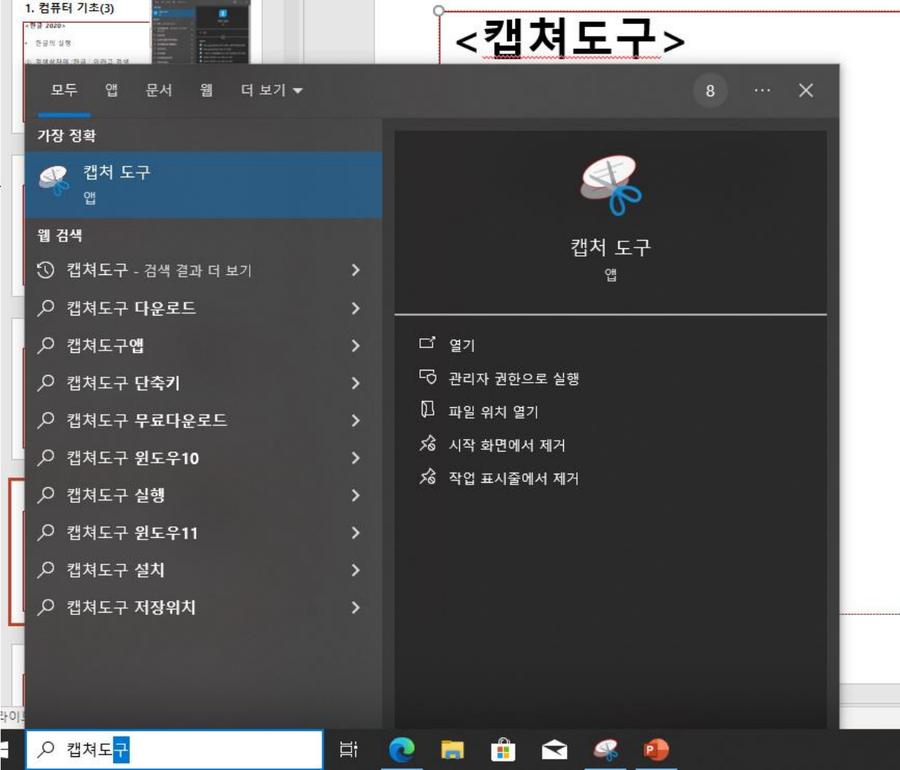 1. 컴퓨터 기초(3)
<한글 2020>
한글의 실행
<캡쳐도구>
모두 앱 문서 웹 더 보기 8 ...
가장 정확
캡처 도구
앱
웹 검색
캡쳐도구 - 검색 결과 더 보기
캡쳐도구 다운로드
캡쳐도구앱
캡쳐도구 단축키
캡쳐도구 무료다운로드
캡쳐도구 윈도우10
캡쳐도구 실행
캡쳐도구 윈도우11
캡쳐도구 설치
캡쳐도구 저장위치
캡처 도구
앱
열기
관리자 권한으로 실행
파일 위치 열기
시작 화면에서 제거
작업 표시줄에서 제거
캡쳐도구